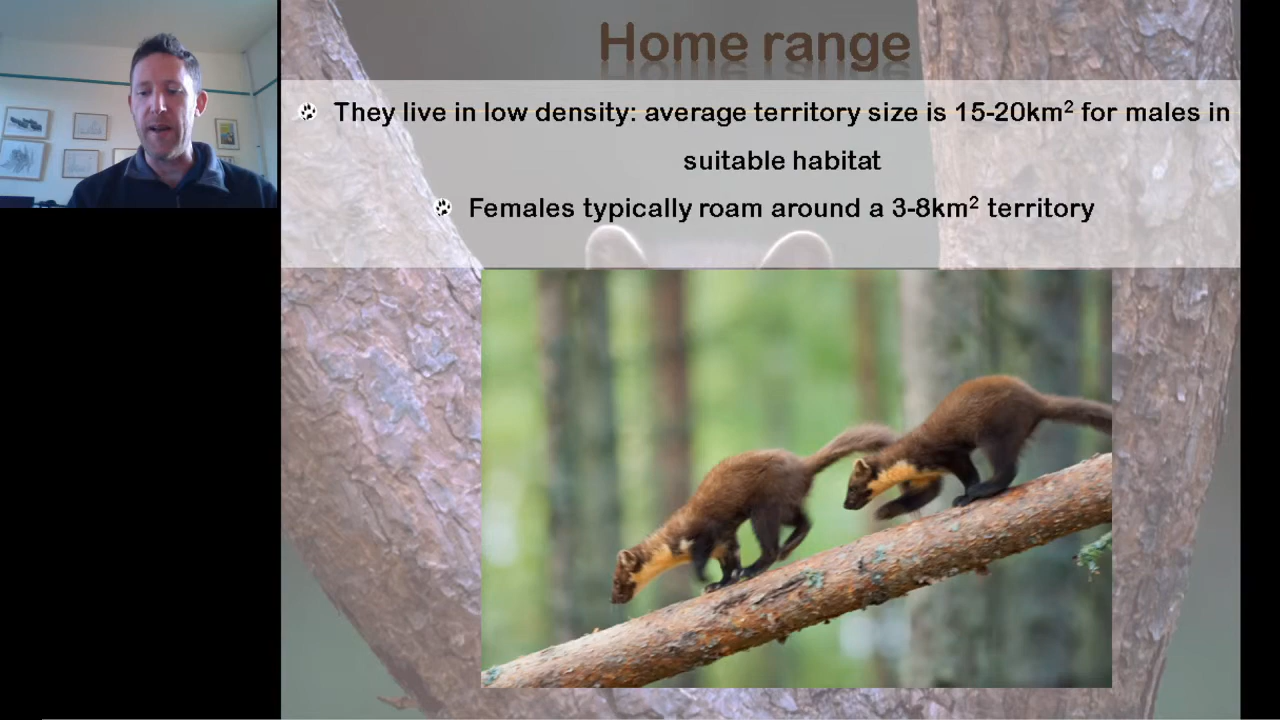 Home range
They live in low density: average territory size is 15-20km² for males in
suitable habitat
Females typically roam around a 3-8km² territory